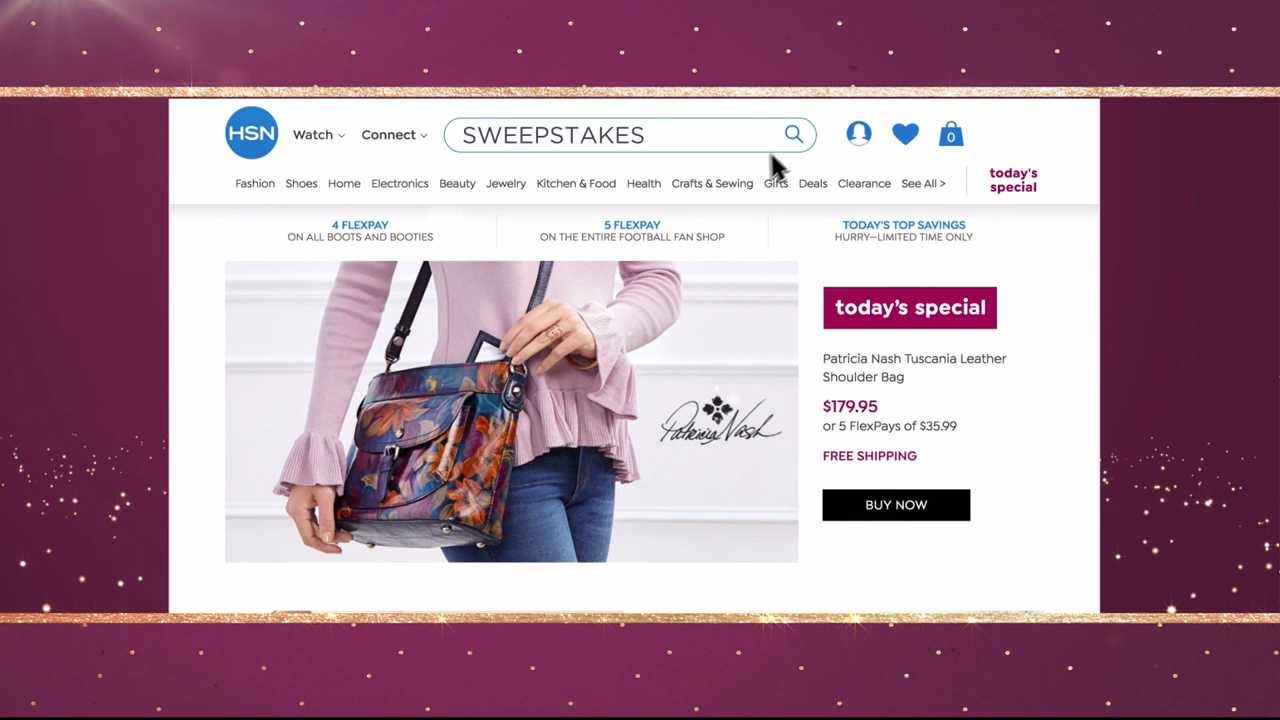 HSN
Watch
Connect
SWEEPSTAKES
0
Fashion Shoes Home Electronics Beauty Jewelry Kitchen & Food Health Crafts & Sewing Gifts Deals Clearance See All >
today's
special
4 FLEXPAY
ON ALL BOOTS AND BOOTIES
5 FLEXPAY
ON THE ENTIRE FOOTBALL FAN SHOP
TODAY'S TOP SAVINGS
HURRY—LIMITED TIME ONLY
Patricia Nash
today's special
Patricia Nash Tuscania Leather
Shoulder Bag
$179.95
or 5 FlexPays of $35.99
FREE SHIPPING
BUY NOW